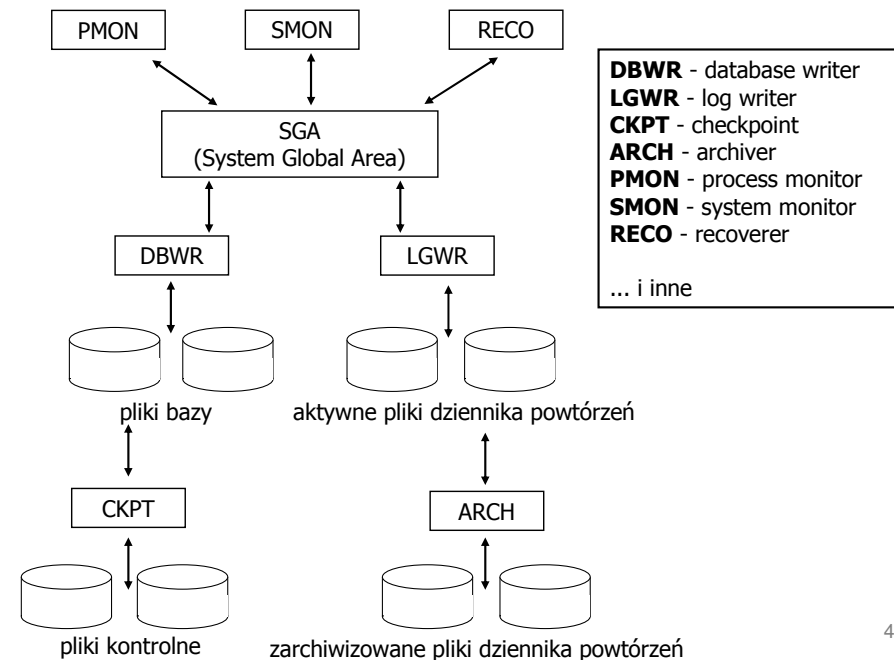 PMON
SMON
RECO
SGA
(System Global Area)
DBWR
LGWR
pliki bazy
aktywne pliki dziennika powtórzeń
CKPT
ARCH
pliki kontrolne
zarchiwizowane pliki dziennika powtórzeń
DBWR - database writer
LGWR - log writer
CKPT - checkpoint
ARCH - archiver
PMON - process monitor
SMON - system monitor
RECO - recoverer
... i inne
4